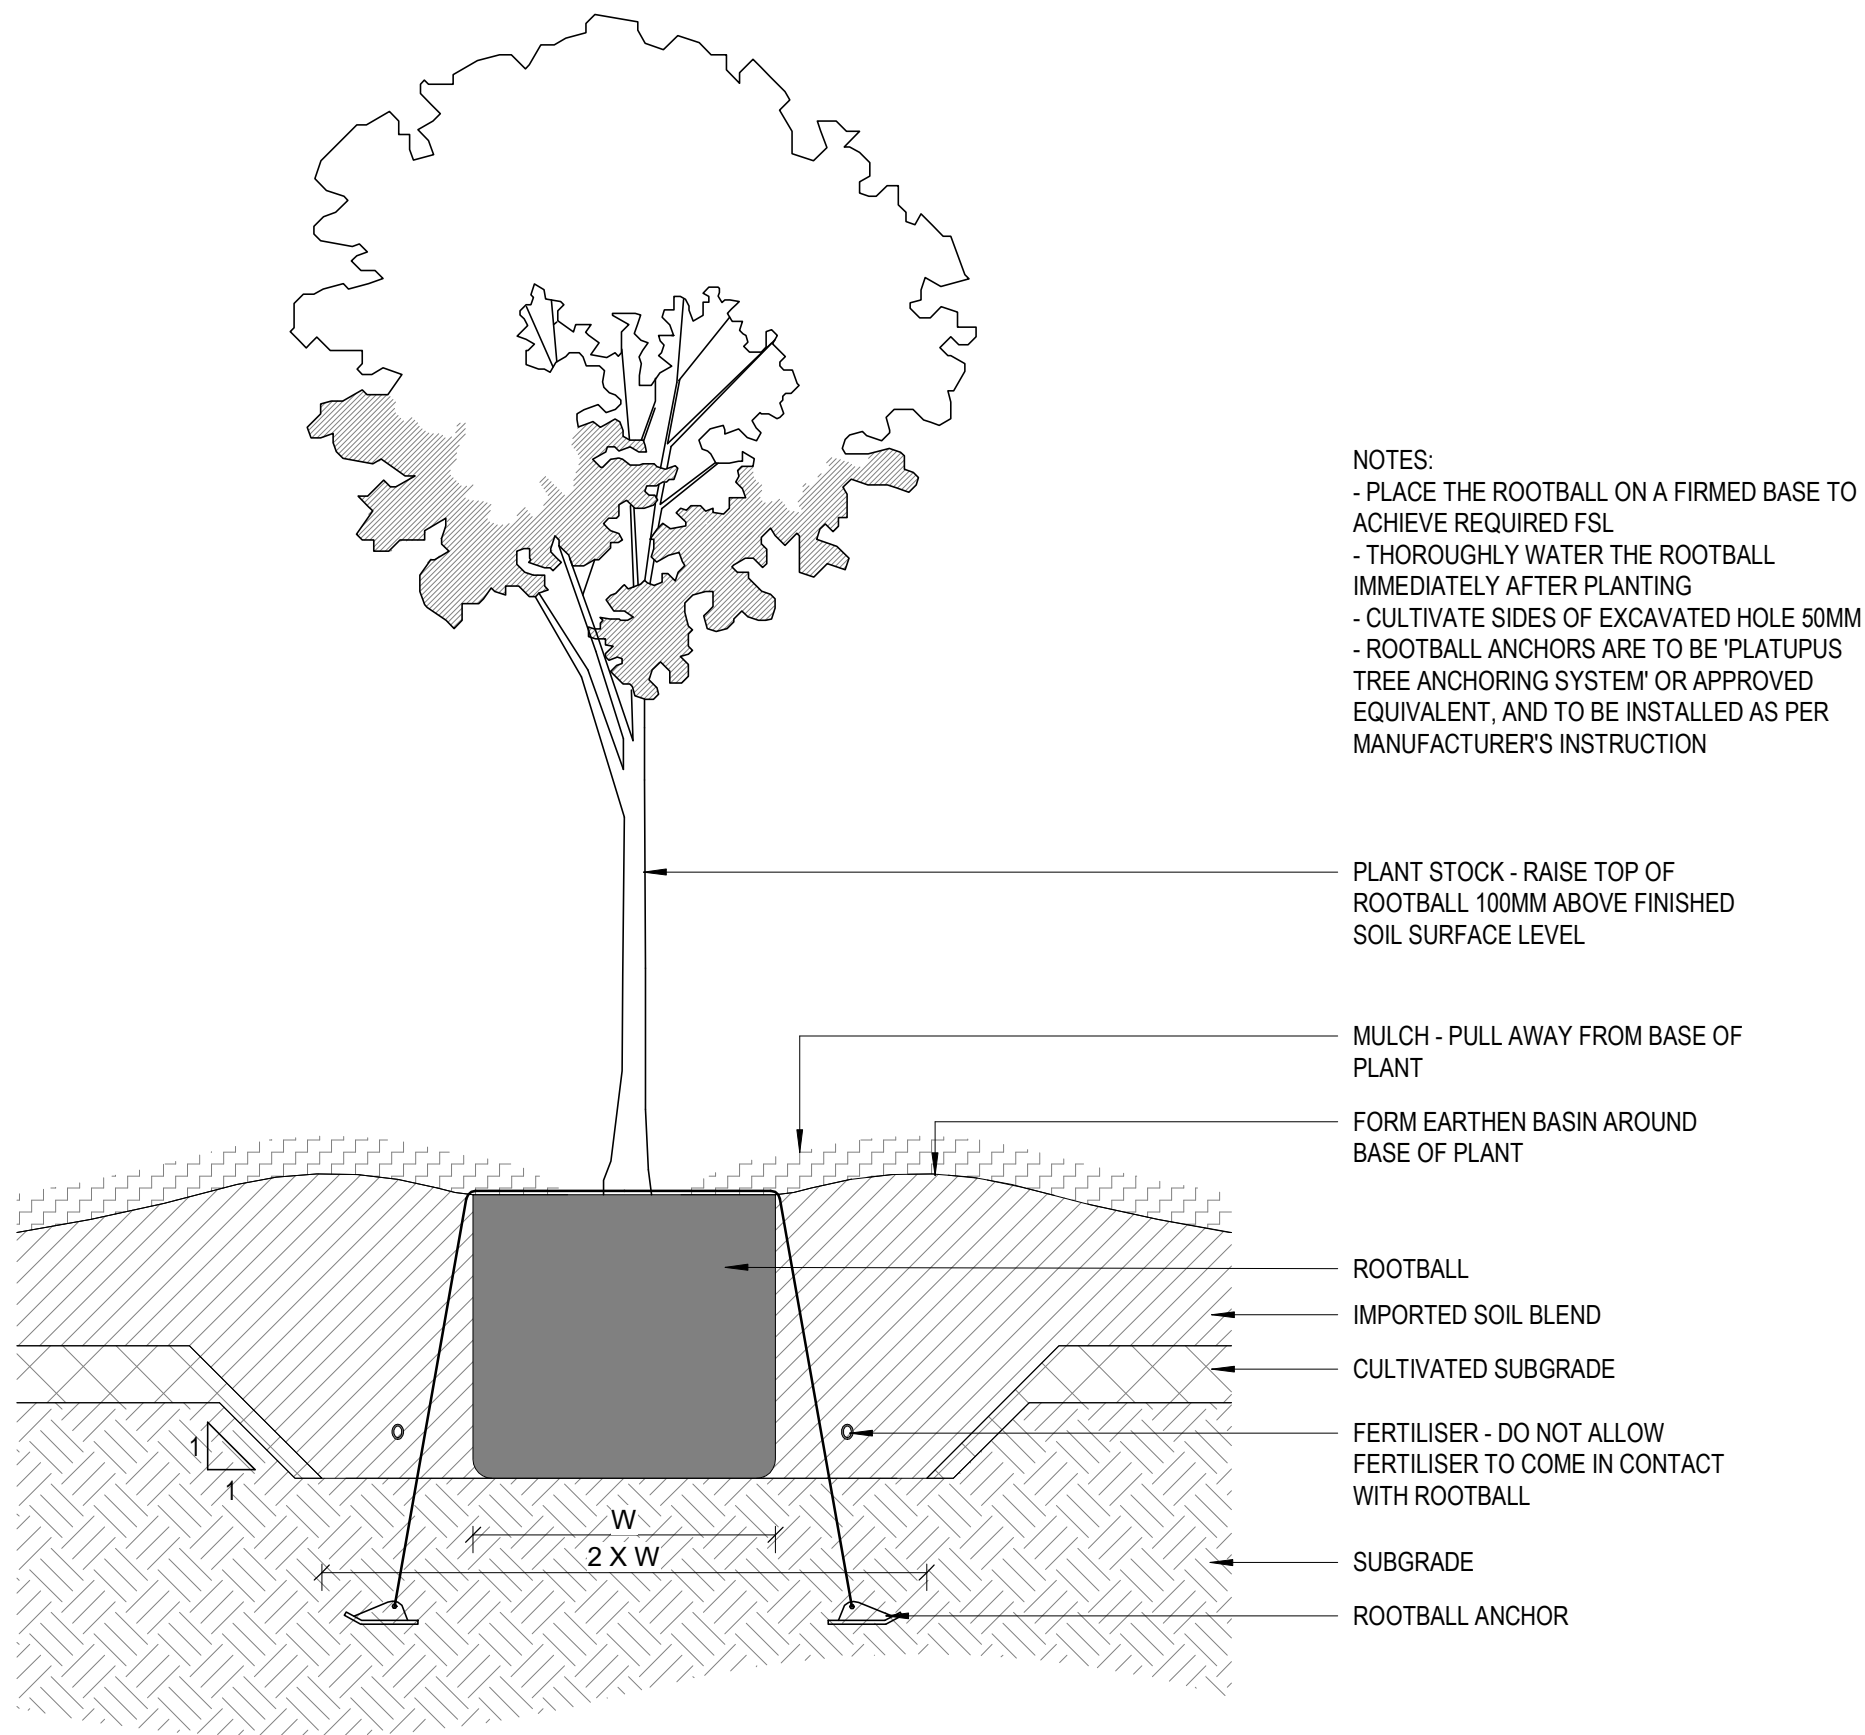 NOTES:
- PLACE THE ROOTBALL ON A FIRMED BASE TO
ACHIEVE REQUIRED FSL
- THOROUGHLY WATER THE ROOTBALL
IMMEDIATELY AFTER PLANTING
- CULTIVATE SIDES OF EXCAVATED HOLE 50MM
- ROOTBALL ANCHORS ARE TO BE 'PLATUPUS
TREE ANCHORING SYSTEM' OR APPROVED
EQUIVALENT, AND TO BE INSTALLED AS PER
MANUFACTURER'S INSTRUCTION
PLANT STOCK - RAISE TOP OF
ROOTBALL 100MM ABOVE FINISHED
SOIL SURFACE LEVEL
MULCH - PULL AWAY FROM BASE OF
PLANT
FORM EARTHEN BASIN AROUND
BASE OF PLANT
ROOTBALL
IMPORTED SOIL BLEND
CULTIVATED SUBGRADE
FERTILISER - DO NOT ALLOW
FERTILISER TO COME IN CONTACT
WITH ROOTBALL
SUBGRADE
ROOTBALL ANCHOR
1
1
W
2 X W